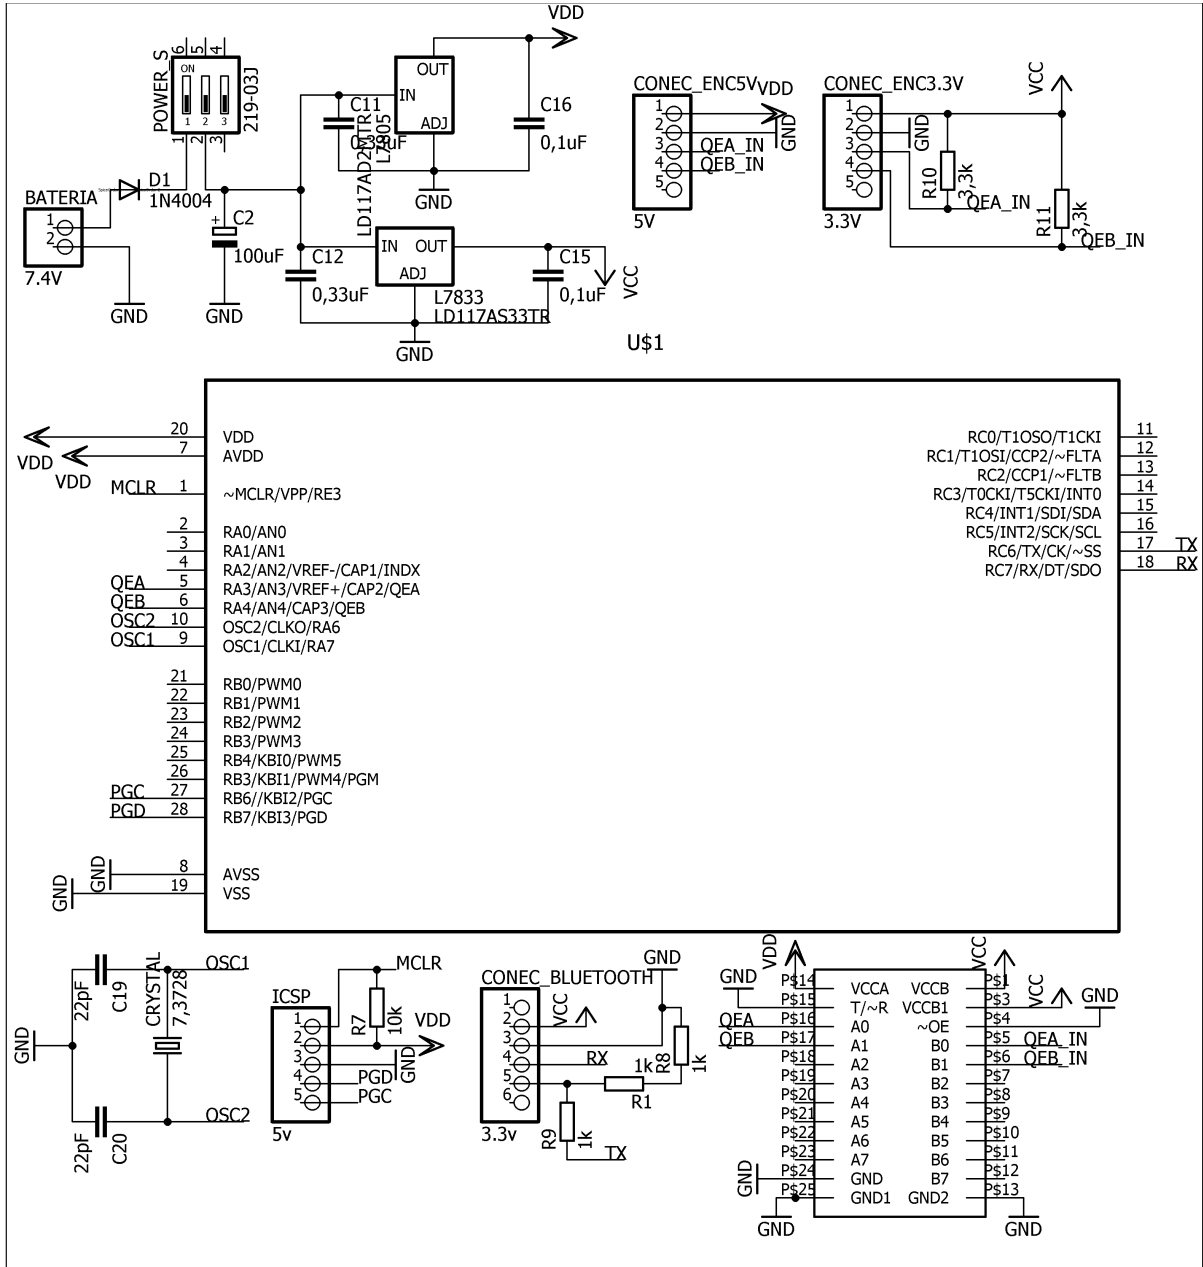 VDD
6
5
4
POWER_S
ON
1
2
3
219-03J
1
2
3
OUT
IN
ADJ
C11
0,33uF
L7805
LD117AD2MTR
C16
0,1uF
GND
D1
1N4004
BATERIA
1
2
7.4V
GND
+
C2
100uF
GND
C12
0,33uF
IN
OUT
ADJ
L7833
LD117AS33TR
GND
C15
0,1uF
VCC
CONEC_ENC5V
VDD
1
2
3
4
5
GND
QEA_IN
QEB_IN
5V
CONEC_ENC3.3V
VCC
1
2
3
4
5
GND
R10
3,3k
QEA_IN
R11
3,3k
QEB_IN
3.3V
U$1
VDD
20
VDD
VDD
7
AVDD
MCLR
1
~MCLR/VPP/RE3
2
RA0/AN0
3
RA1/AN1
4
RA2/AN2/VREF-/CAP1/INDX
QEA
5
RA3/AN3/VREF+/CAP2/QEA
QEB
6
RA4/AN4/CAP3/QEB
OSC2
10
OSC2/CLKO/RA6
OSC1
9
OSC1/CLKI/RA7
21
RB0/PWM0
22
RB1/PWM1
23
RB2/PWM2
24
RB3/PWM3
25
RB4/KBI0/PWM5
26
RB3/KBI1/PWM4/PGM
PGC
27
RB6//KBI2/PGC
PGD
28
RB7/KBI3/PGD
GND
8
AVSS
GND
19
VSS
RC0/T1OSO/T1CKI
11
RC1/T1OSI/CCP2/~FLTA
12
RC2/CCP1/~FLTB
13
RC3/T0CKI/T5CKI/INT0
14
RC4/INT1/SDI/SDA
15
RC5/INT2/SCK/SCL
16
RC6/TX/CK/~SS
17
TX
RC7/RX/DT/SDO
18
RX
GND
22pF
C19
22pF
C20
CRYSTAL
7,3728
OSC1
OSC2
ICSP
1
2
3
4
5
5v
MCLR
R7
10k
VDD
GND
PGD
PGC
CONEC_BLUETOOTH
1
2
3
4
5
6
3.3v
VCC
GND
RX
R8
1k
1k
R1
R9
1k
TX
VDD
GND
QEA
QEB
GND
GND
P$14
P$15
P$16
P$17
P$18
P$19
P$20
P$21
P$22
P$23
P$24
P$25
VCCA
T/~R
A0
A1
A2
A3
A4
A5
A6
A7
GND
GND1
VCCB
VCCB1
~OE
B0
B1
B2
B3
B4
B5
B6
B7
GND2
P$1
P$3
P$4
P$5
P$6
P$7
P$8
P$9
P$10
P$11
P$12
P$13
VCC
VCC
GND
QEA_IN
QEB_IN
GND